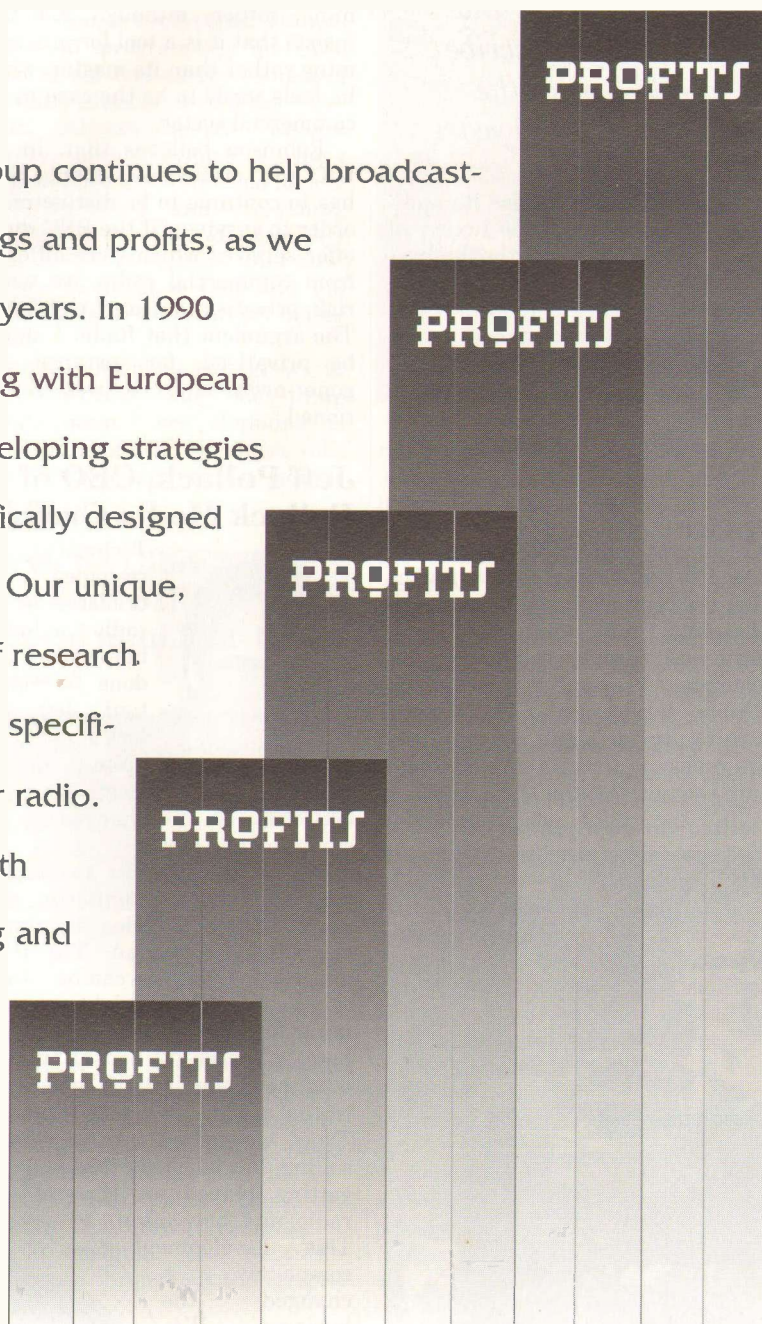 PROFITS
oup continues to help broadcast-
gs and profits, as we
PROFITS
years. In 1990
g with European
eloping strategies
fically designed
PROFITS
Our unique,
f research
specifi-
r radio.
PROFITS
th
g and
PROFITS